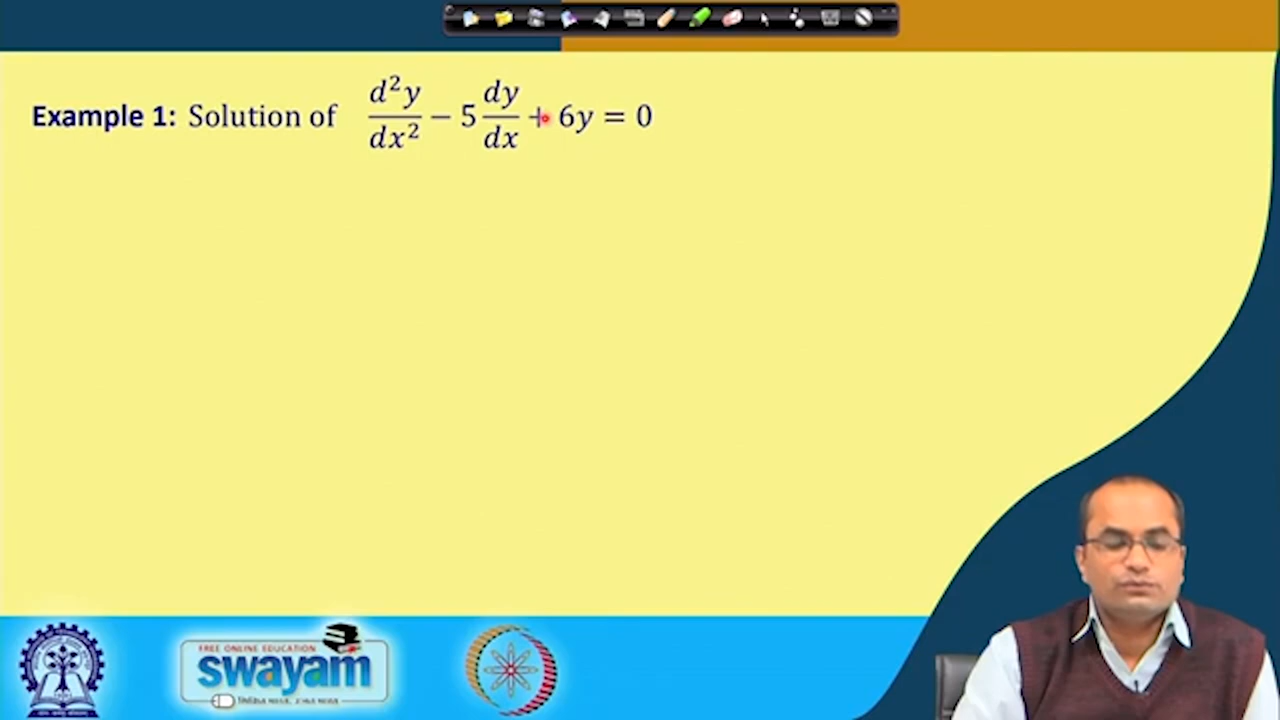 Example 1: Solution of d²y/dx² − 5 dy/dx + 6y = 0
FREE ONLINE EDUCATION
swayam